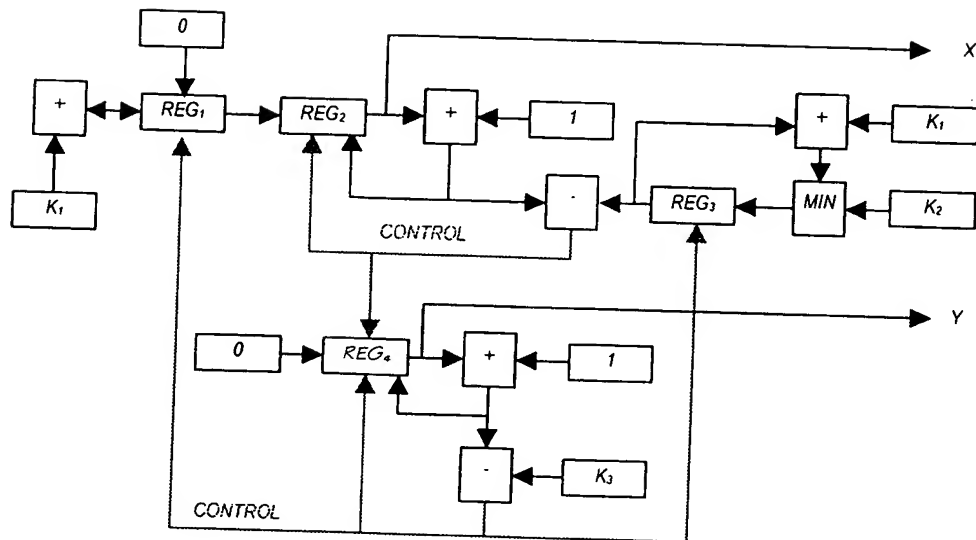 0
X
+
REG₁
REG₂
+
1
+
K₁
K₁
-
REG₃
MIN
K₂
CONTROL
Y
0
REG₄
+
1
-
K₃
CONTROL